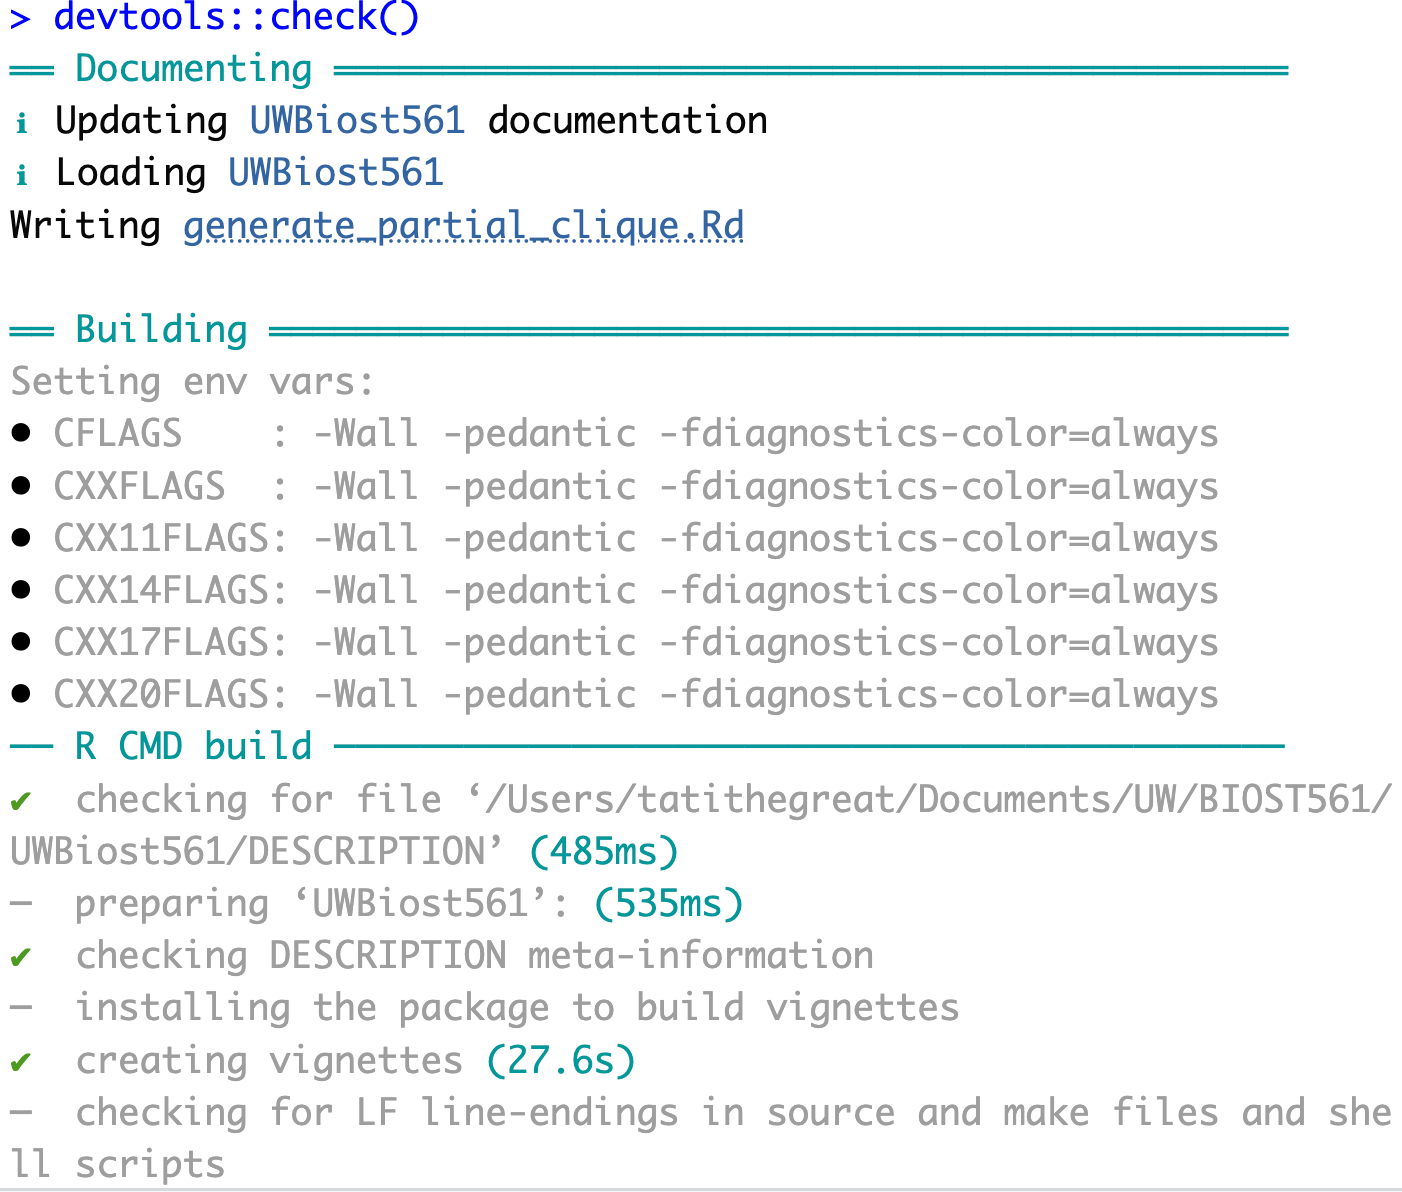 > devtools::check()
══ Documenting ════════════════════════════════════════════
ℹ Updating UWBiost561 documentation
ℹ Loading UWBiost561
Writing generate_partial_clique.Rd
══ Building ═══════════════════════════════════════════════
Setting env vars:
● CFLAGS    : -Wall -pedantic -fdiagnostics-color=always
● CXXFLAGS  : -Wall -pedantic -fdiagnostics-color=always
● CXX11FLAGS: -Wall -pedantic -fdiagnostics-color=always
● CXX14FLAGS: -Wall -pedantic -fdiagnostics-color=always
● CXX17FLAGS: -Wall -pedantic -fdiagnostics-color=always
● CXX20FLAGS: -Wall -pedantic -fdiagnostics-color=always
── R CMD build ────────────────────────────────────────────
✔  checking for file ‘/Users/tatithegreat/Documents/UW/BIOST561/
UWBiost561/DESCRIPTION’ (485ms)
─  preparing ‘UWBiost561’: (535ms)
✔  checking DESCRIPTION meta-information
─  installing the package to build vignettes
✔  creating vignettes (27.6s)
─  checking for LF line-endings in source and make files and she
ll scripts